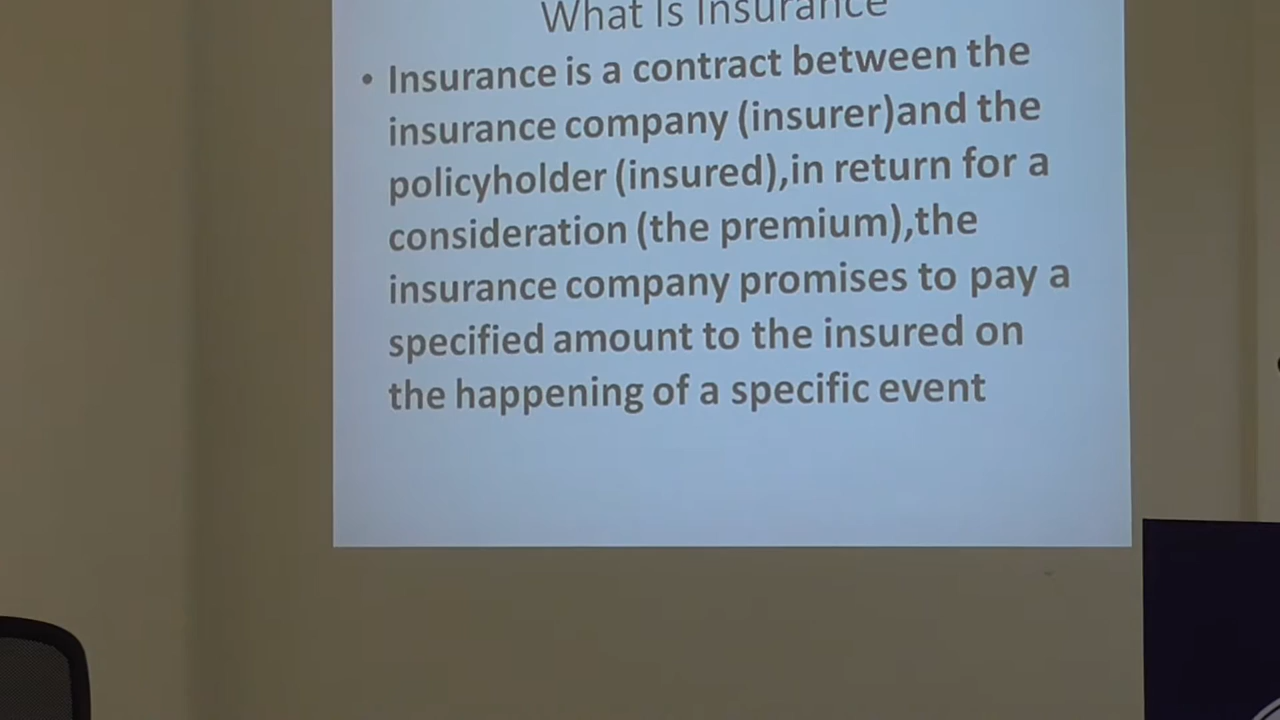 What Is Insurance
• Insurance is a contract between the
insurance company (insurer)and the
policyholder (insured),in return for a
consideration (the premium),the
insurance company promises to pay a
specified amount to the insured on
the happening of a specific event